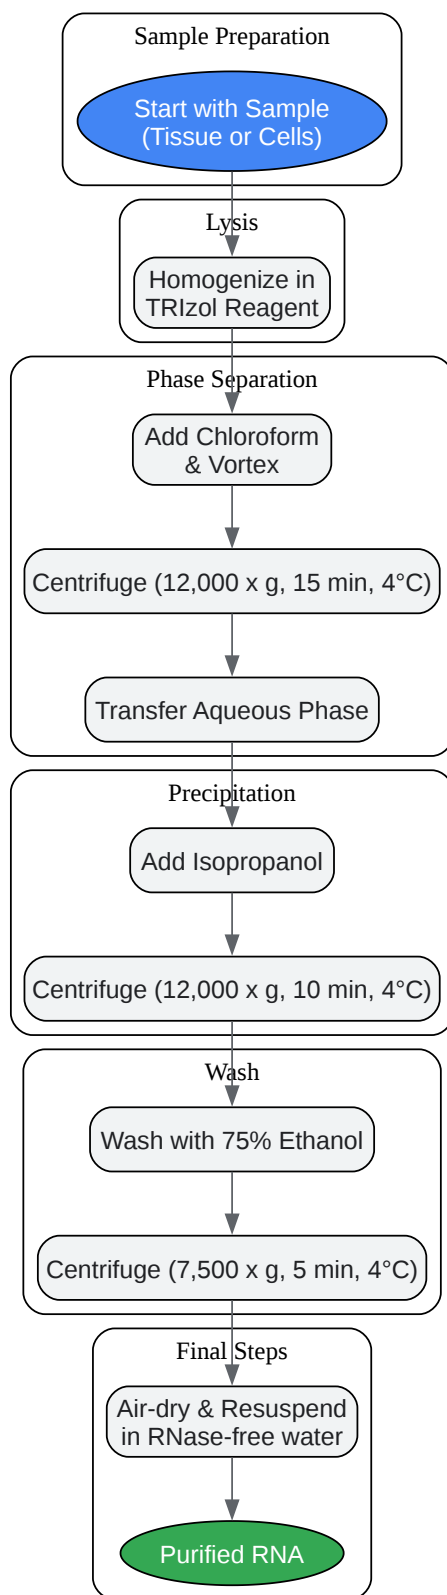 Sample Preparation
Start with Sample
(Tissue or Cells)
Lysis
Homogenize in
TRIzol Reagent
Phase Separation
Add Chloroform
& Vortex
Centrifuge (12,000 x g, 15 min, 4°C)
Transfer Aqueous Phase
Precipitation
Add Isopropanol
Centrifuge (12,000 x g, 10 min, 4°C)
Wash
Wash with 75% Ethanol
Centrifuge (7,500 x g, 5 min, 4°C)
Final Steps
Air-dry & Resuspend
in RNase-free water
Purified RNA